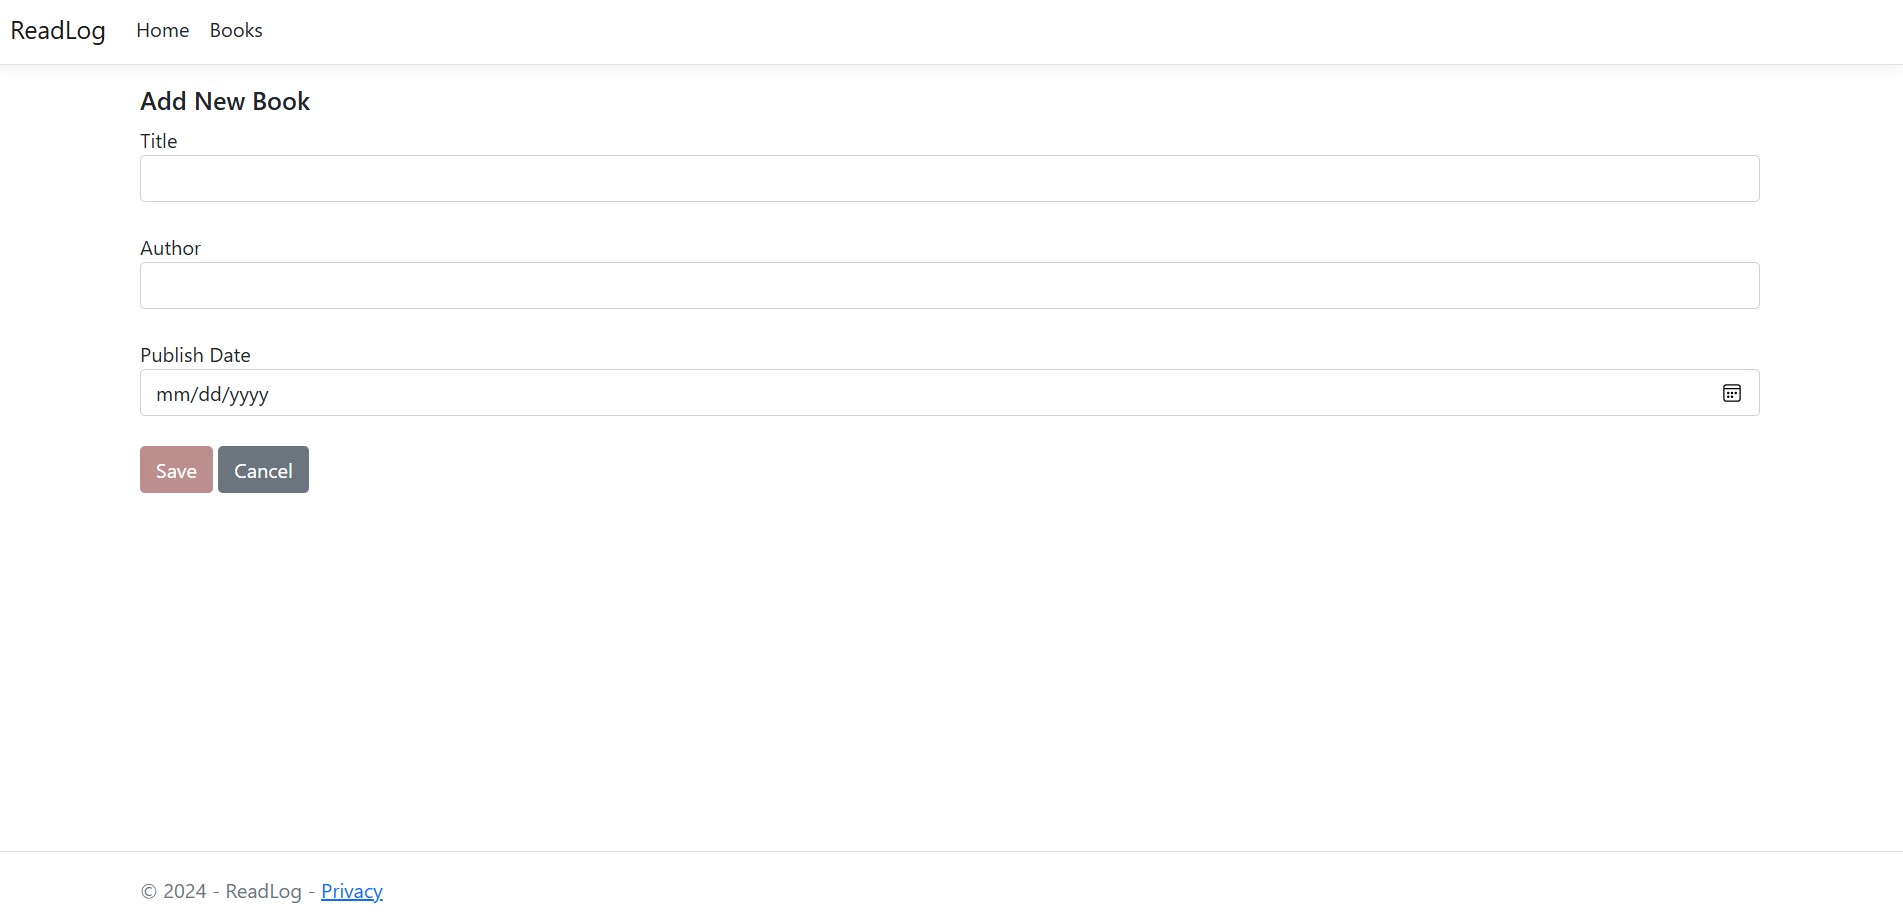 ReadLog Home Books
Add New Book
Title
Author
Publish Date
mm/dd/yyyy
Save Cancel
© 2024 - ReadLog - Privacy